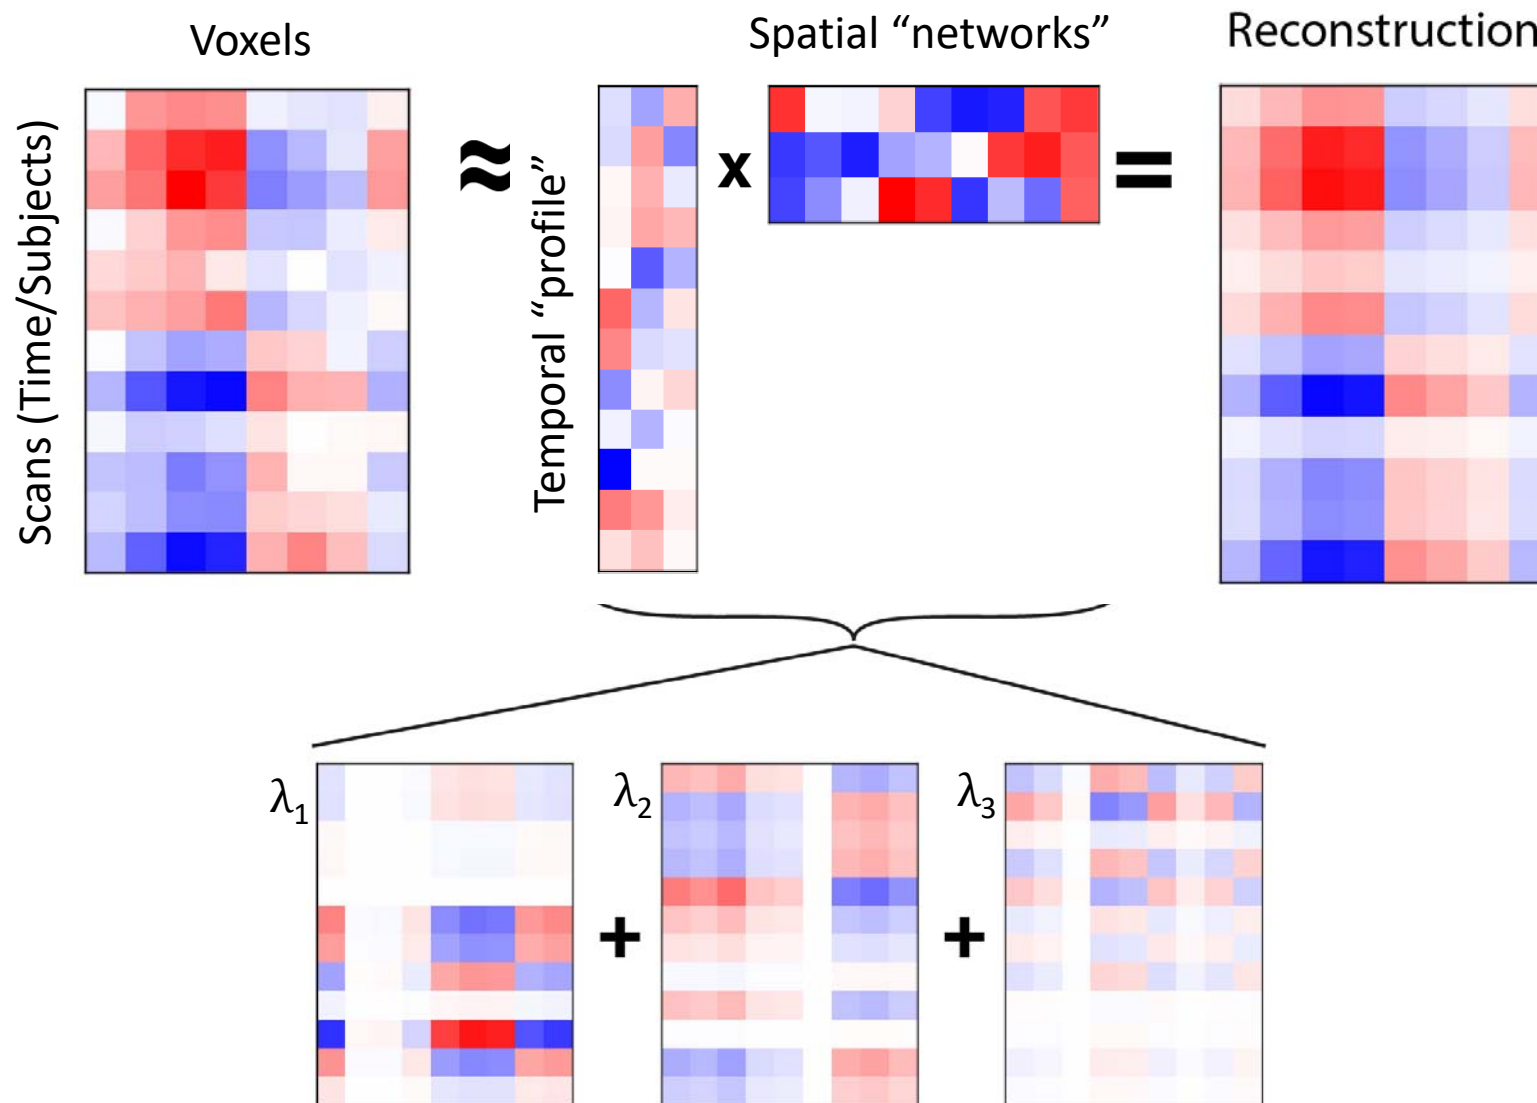 Voxels
Spatial “networks”
Reconstruction
Scans (Time/Subjects)
≈
Temporal “profile”
x
=
λ1
+
λ2
+
λ3